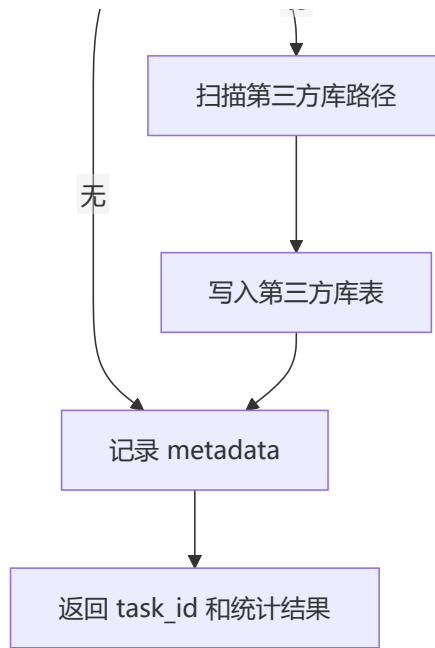 扫描第三方库路径
无
写入第三方库表
记录 metadata
返回 task_id 和统计结果